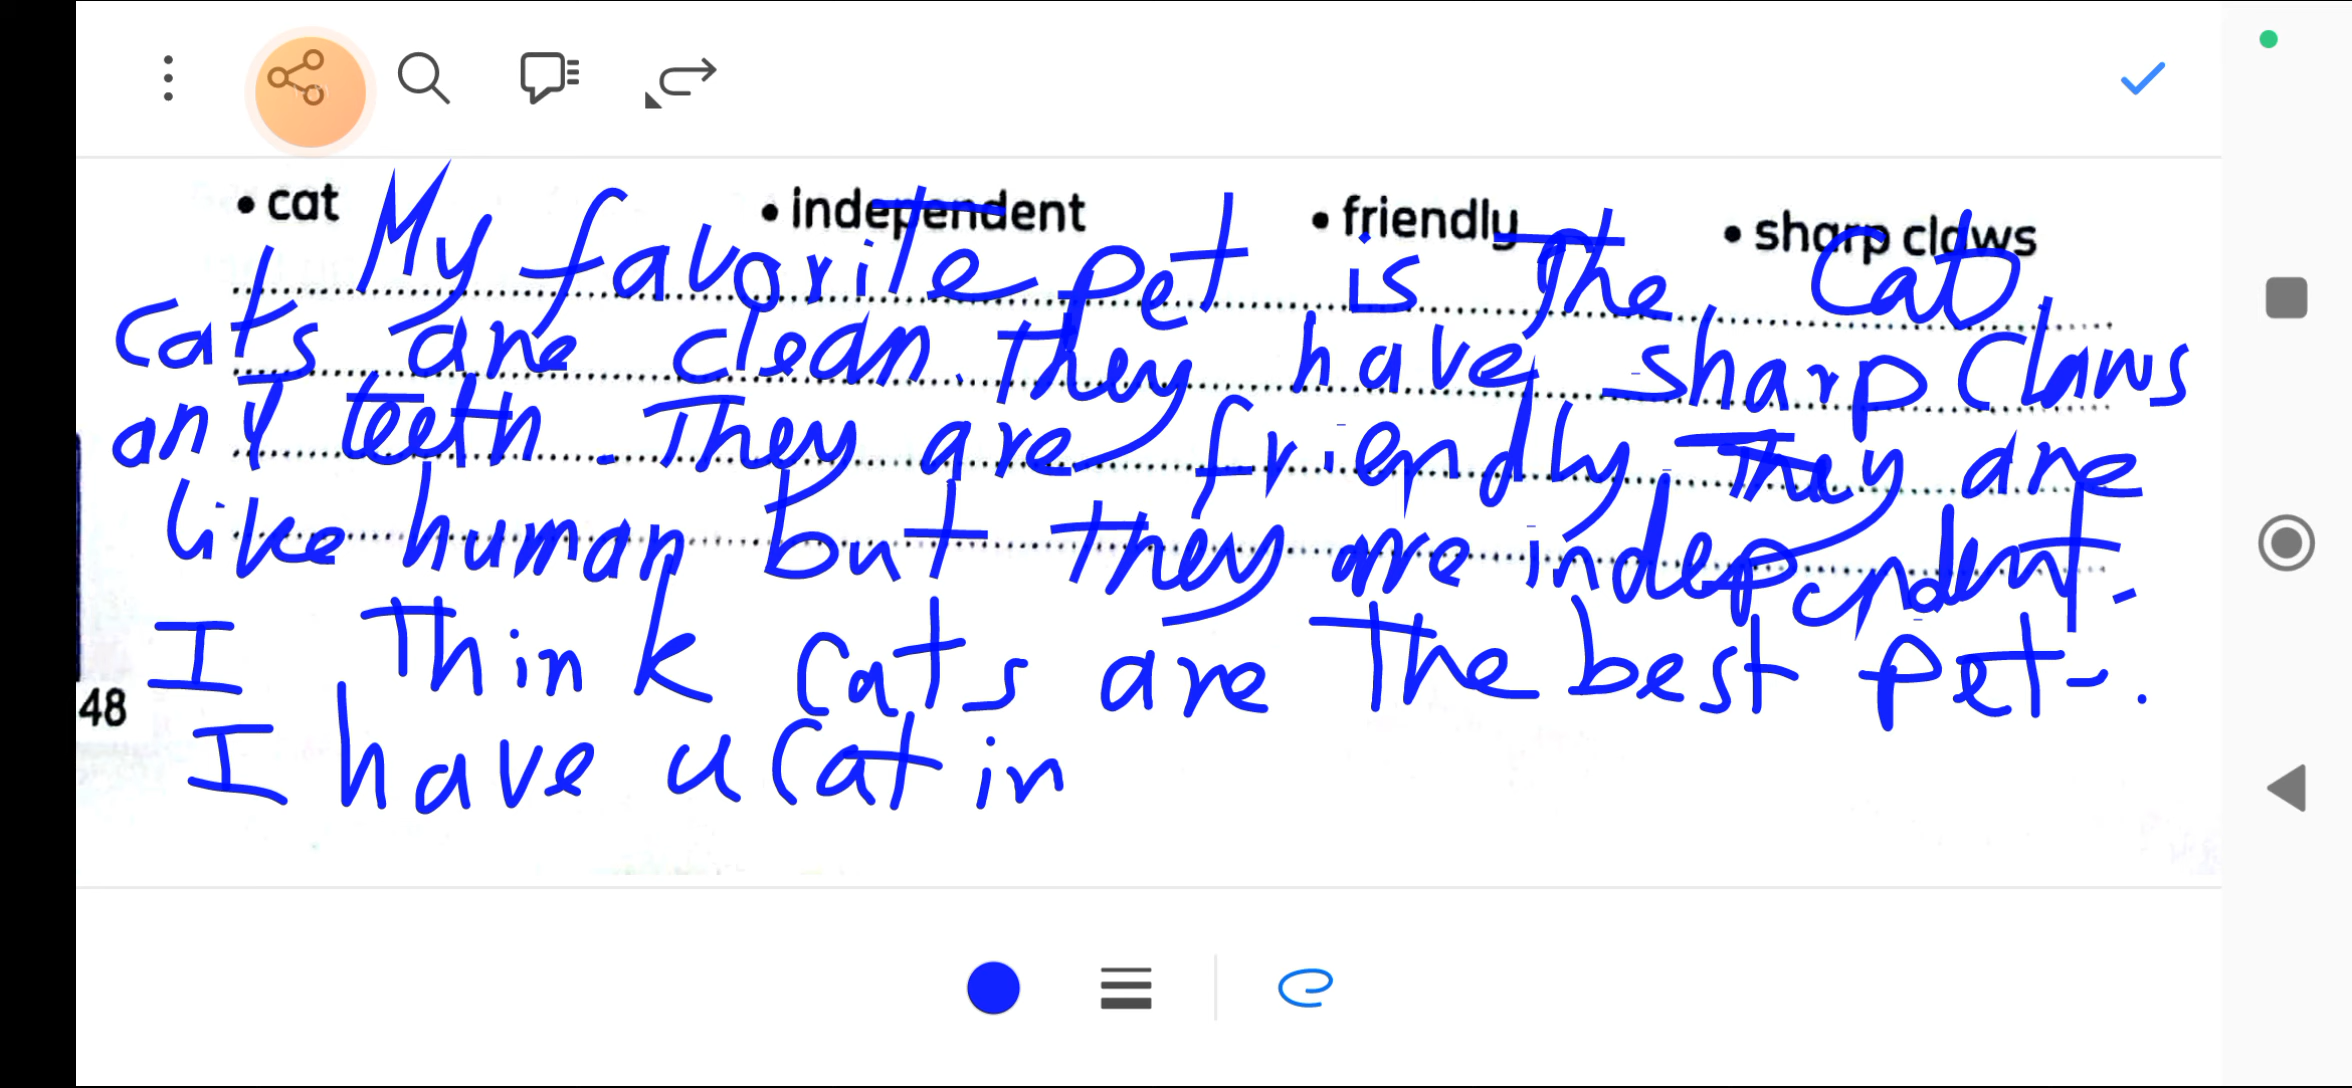 • cat • independent • friendly • sharp claws
My favorite pet is the cat.
cats are clean. They have sharp claws
and teeth. They are friendly They are
like human but they are independent.
I think cats are the best pet.
48
I have a cat in